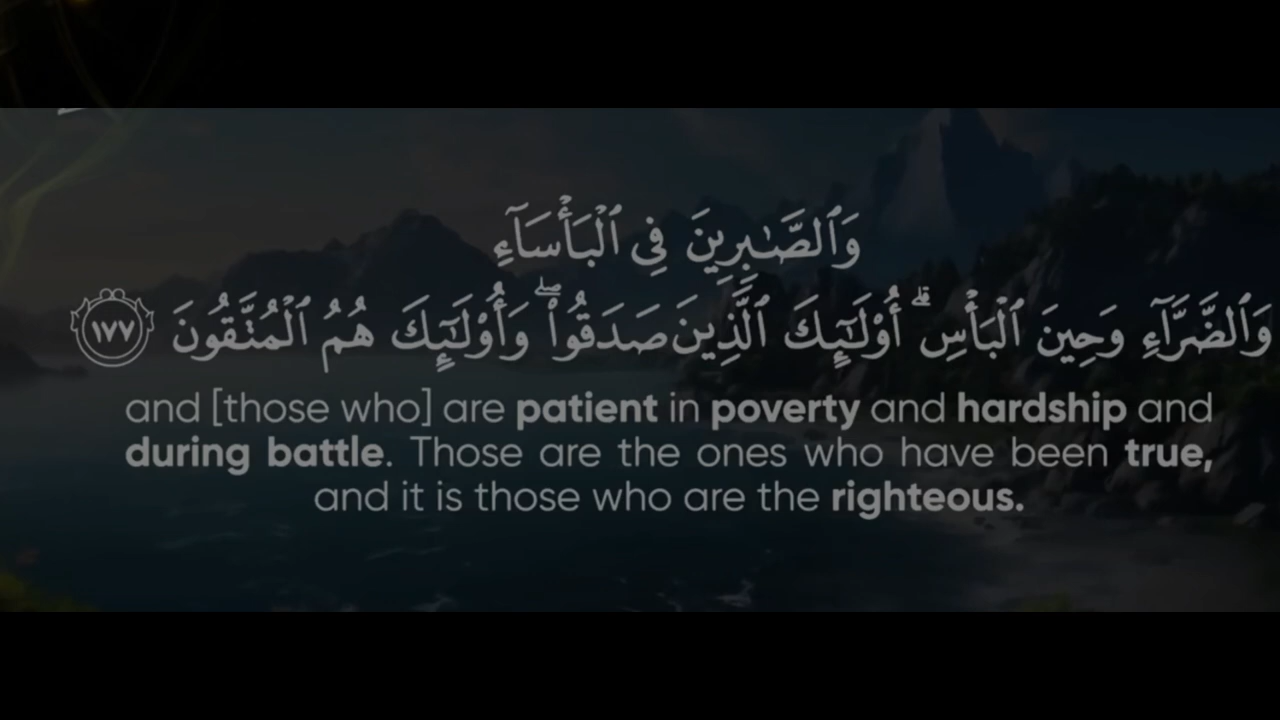 وَٱلصَّـٰبِرِينَ فِى ٱلْبَأْسَآءِ
وَٱلضَّرَّآءِ وَحِينَ ٱلْبَأْسِ ۗ أُو۟لَـٰٓئِكَ ٱلَّذِينَ صَدَقُوا۟ ۖ وَأُو۟لَـٰٓئِكَ هُمُ ٱلْمُتَّقُونَ ١٧٧
and [those who] are patient in poverty and hardship and
during battle. Those are the ones who have been true,
and it is those who are the righteous.